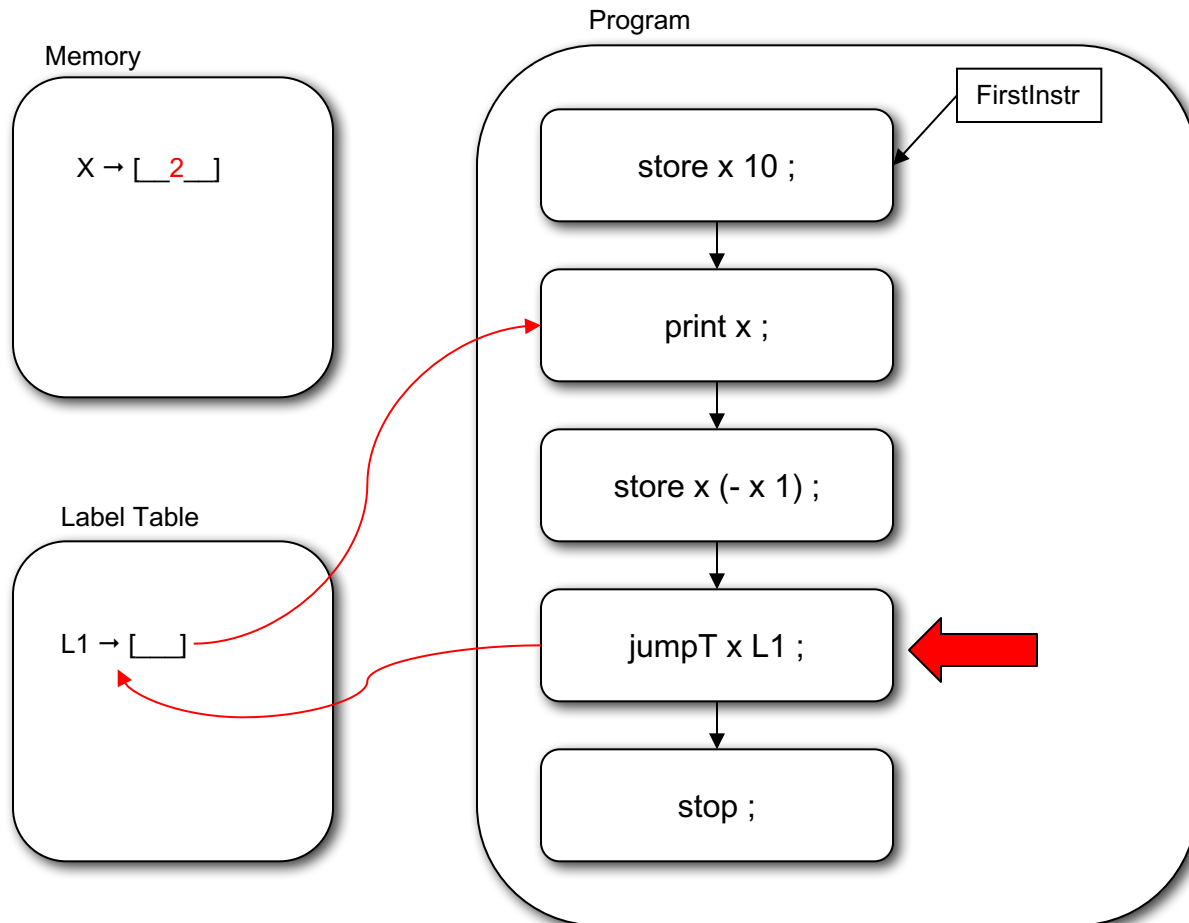 Program
Memory
FirstInstr
X → [__2__]
store x 10 ;
print x ;
store x (- x 1) ;
Label Table
L1 → [___]
jumpT x L1 ;
stop ;